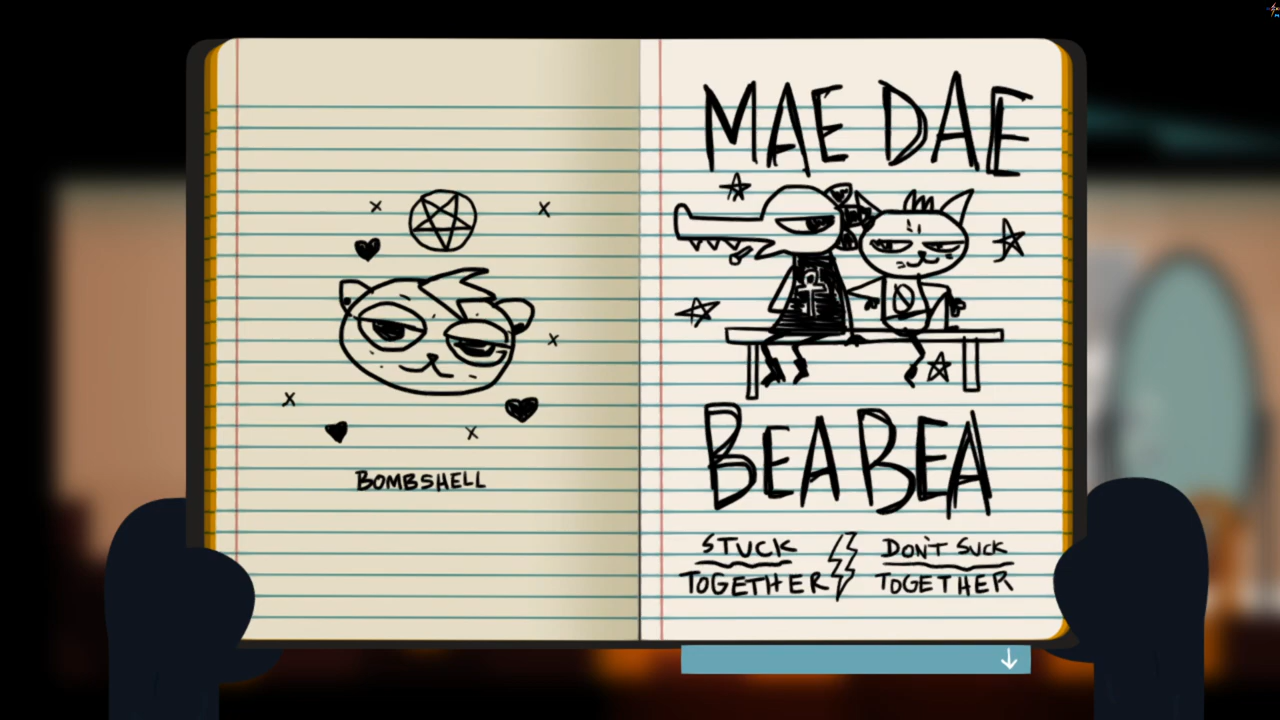 BOMBSHELL
MAE DAE
BEA BEA
STUCK TOGETHER
DON'T SUCK TOGETHER